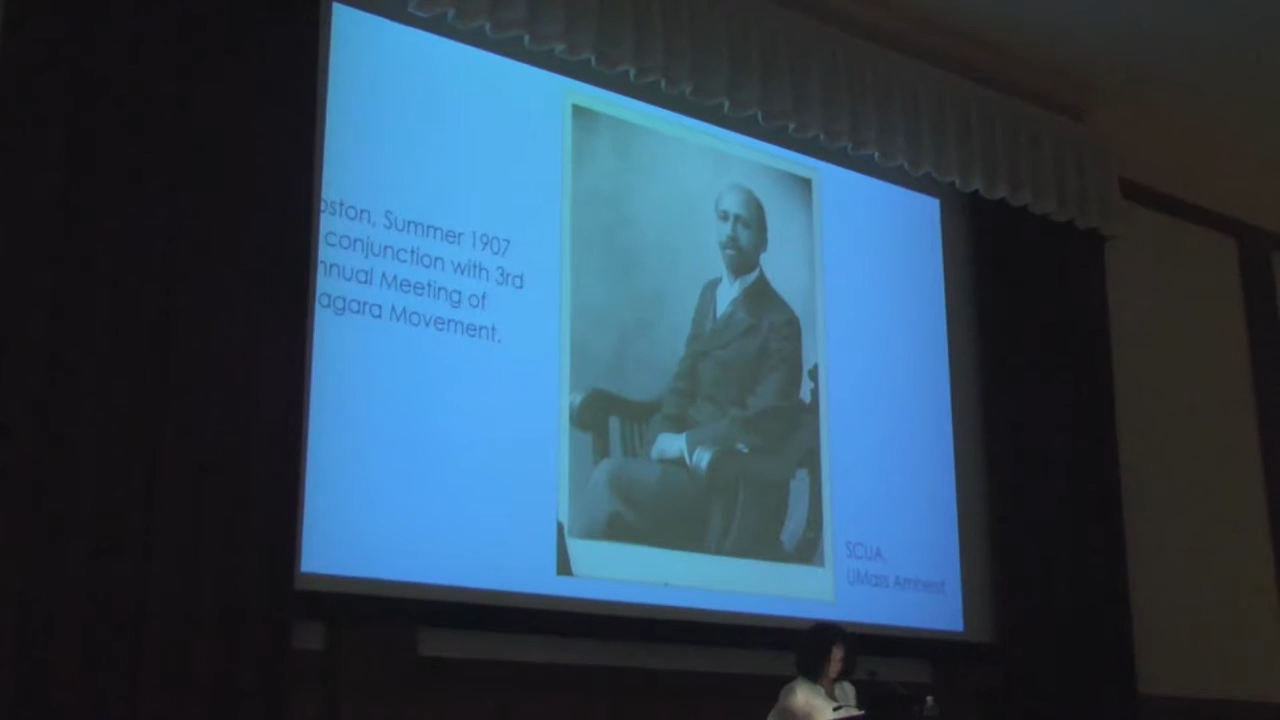 oston, Summer 1907
conjunction with 3rd
nnual Meeting of
agara Movement.
SCUA,
UMass Amherst